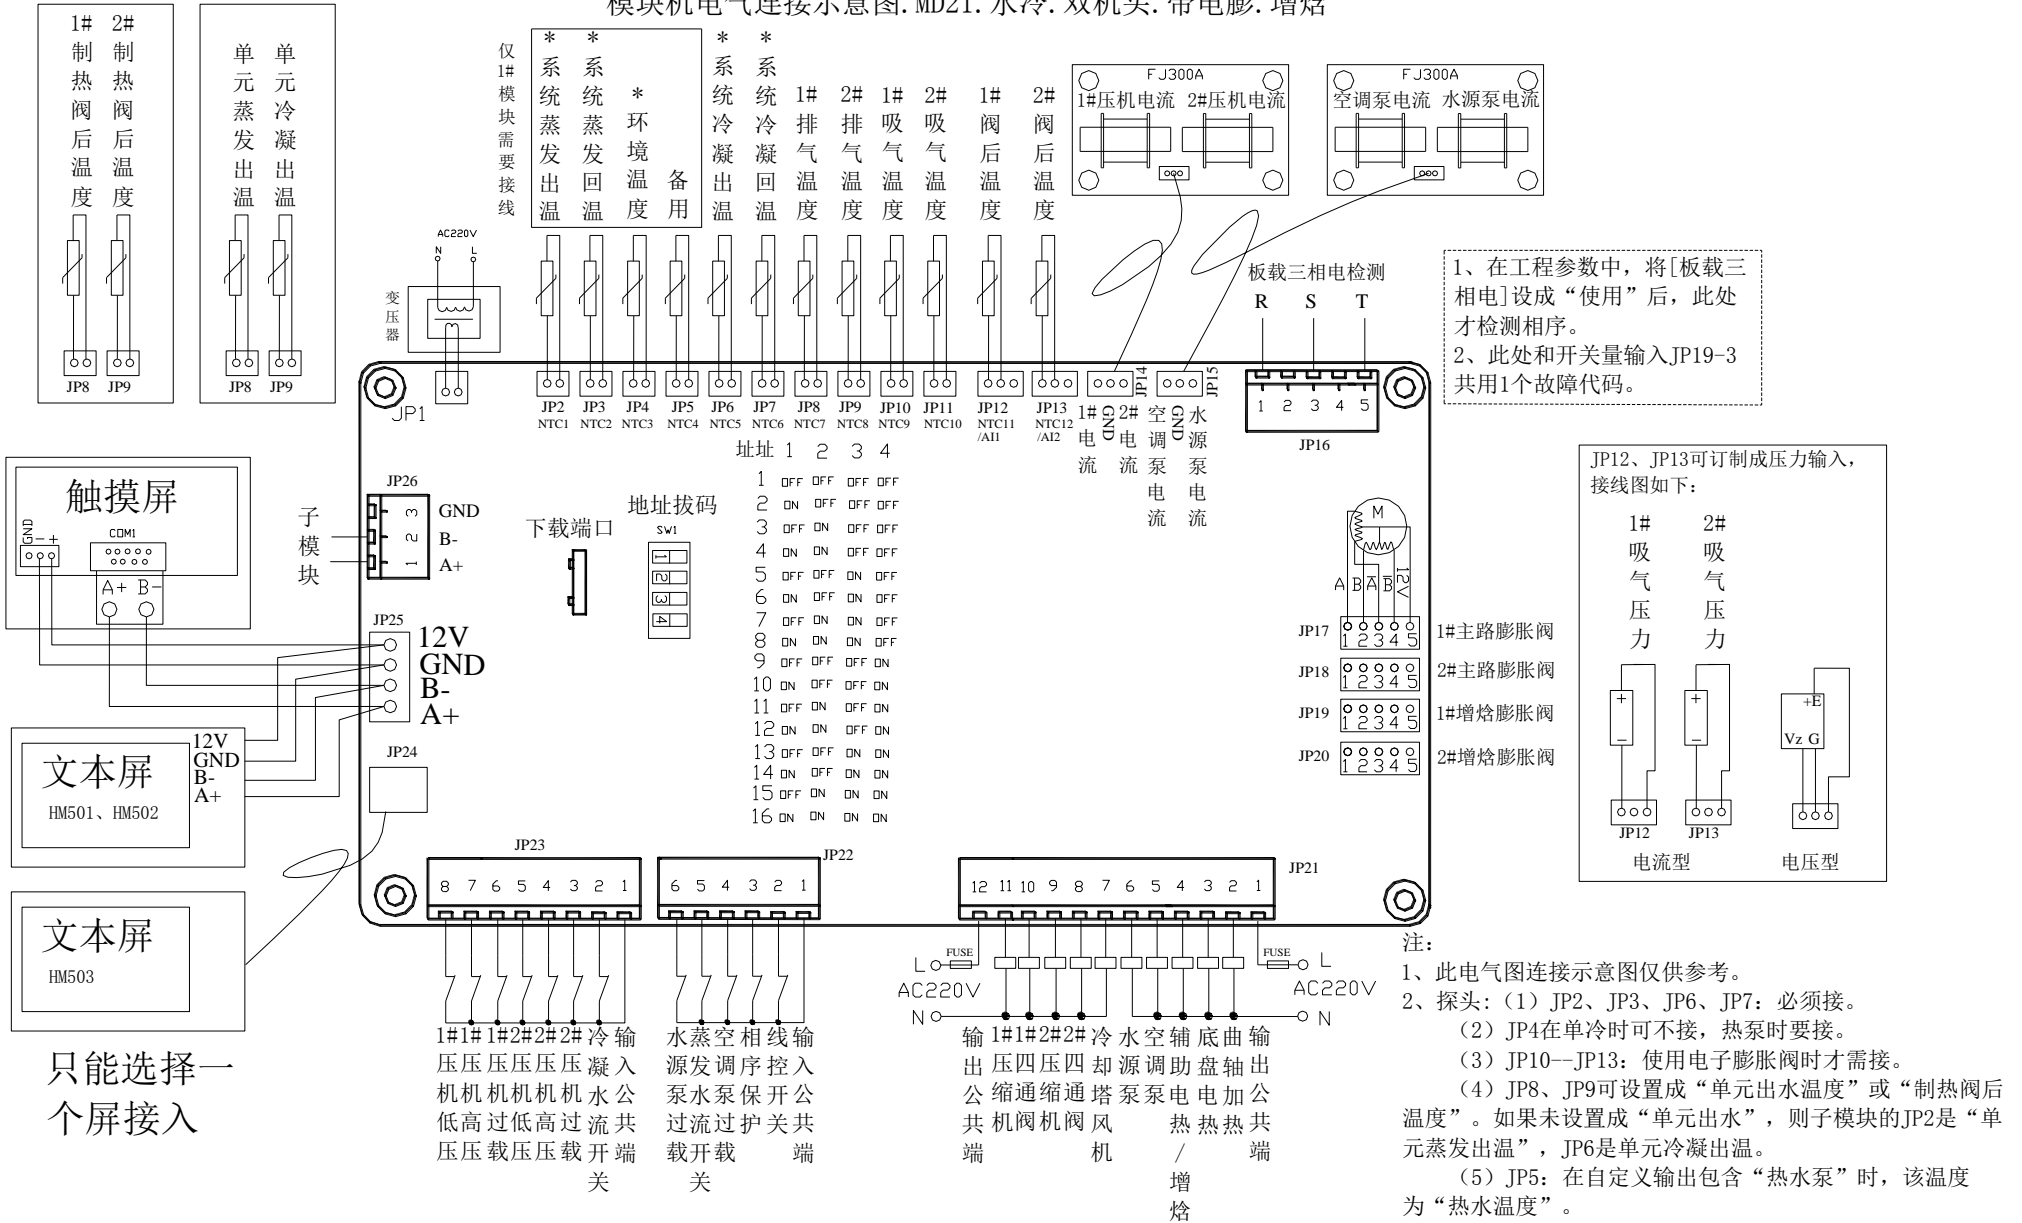 模块机电气连接示意图.MD21.水冷.双机头.带电膨.增焓
1#制热阀后温度
2#制热阀后温度
JP8
JP9
单元蒸发出温
单元冷凝出温
JP8
JP9
仅1#模块需要接线
*系统蒸发出温
*系统蒸发回温
*环境温度
备用
*系统冷凝出温
*系统冷凝回温
1#排气温度
2#排气温度
1#吸气温度
2#吸气温度
1#阀后温度
2#阀后温度
FJ300A
1#压机电流 2#压机电流
FJ300A
空调泵电流 水源泵电流
AC220V
N L
变压器
JP1
板载三相电检测
R S T
1 2 3 4 5
JP16
1、在工程参数中，将[板载三
相电]设成“使用”后，此处
才检测相序。
2、此处和开关量输入JP19-3
共用1个故障代码。
JP2 JP3 JP4 JP5 JP6 JP7 JP8 JP9 JP10 JP11 JP12 JP13
NTC1 NTC2 NTC3 NTC4 NTC5 NTC6 NTC7 NTC8 NTC9 NTC10 NTC11 NTC12
/AI1 /AI2
JP14
JP15
1#电流
GND
2#电流
空调泵电流
GND
水源泵电流
址址 1 2 3 4
1 OFF OFF OFF OFF
2 ON OFF OFF OFF
3 OFF ON OFF OFF
4 ON ON OFF OFF
5 OFF OFF ON OFF
6 ON OFF ON OFF
7 OFF ON ON OFF
8 ON ON ON OFF
9 OFF OFF OFF ON
10 ON OFF OFF ON
11 OFF ON OFF ON
12 ON ON OFF ON
13 OFF OFF ON ON
14 ON OFF ON ON
15 OFF ON ON ON
16 ON ON ON ON
地址拔码
SW1
1
2
3
4
下载端口
JP26
3 GND
2 B-
1 A+
子模块
触摸屏
GND
- +
COM1
A+ B-
JP25
12V
GND
B-
A+
文本屏
HM501、HM502
12V
GND
B-
A+
JP24
文本屏
HM503
只能选择一
个屏接入
M
A B A̅ B̅ 12V
JP17 1 2 3 4 5 1#主路膨胀阀
JP18 1 2 3 4 5 2#主路膨胀阀
JP19 1 2 3 4 5 1#增焓膨胀阀
JP20 1 2 3 4 5 2#增焓膨胀阀
JP12、JP13可订制成压力输入，
接线图如下：
1#吸气压力
2#吸气压力
+
-
+
-
+E
Vz G
JP12
JP13
电流型
电压型
JP23
8 7 6 5 4 3 2 1
1#压机低压
1#压机高压
1#压机过载
2#压机低压
2#压机高压
2#压机过载
冷凝水流开关
输入公共端
JP22
6 5 4 3 2 1
水源泵过载
蒸发水流开关
空调泵过载
相序保护
线控开关
输入公共端
JP21
12 11 10 9 8 7 6 5 4 3 2 1
L FUSE
AC220V
N
FUSE L
AC220V
N
输出公共端
1#压缩机
1#四通阀
2#压缩机
2#四通阀
冷却塔风机
水源泵
空调泵
辅助电热/增焓
底盘电热
曲轴加热
输出公共端
注：
1、此电气图连接示意图仅供参考。
2、探头:（1）JP2、JP3、JP6、JP7：必须接。
（2）JP4在单冷时可不接，热泵时要接。
（3）JP10--JP13：使用电子膨胀阀时才需接。
（4）JP8、JP9可设置成“单元出水温度”或“制热阀后
温度”。如果未设置成“单元出水”，则子模块的JP2是“单
元蒸发出温”，JP6是单元冷凝出温。
（5）JP5：在自定义输出包含“热水泵”时，该温度
为“热水温度”。